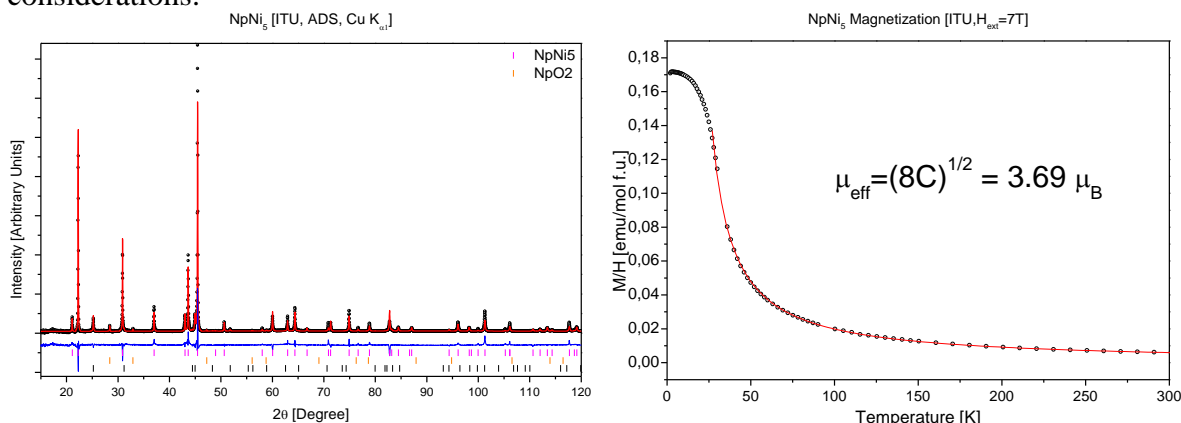 considerations.
NpNi5 [ITU, ADS, Cu Kα1]
NpNi5
NpO2
Intensity [Arbitrary Units]
20 30 40 50 60 70 80 90 100 110 120
2θ [Degree]
NpNi5 Magnetization [ITU,Hext=7T]
0,18
0,16
0,14
0,12
0,10
0,08
0,06
0,04
0,02
0,00
M/H [emu/mol f.u.]
μeff=(8C)1/2 = 3.69 μB
0 50 100 150 200 250 300
Temperature [K]